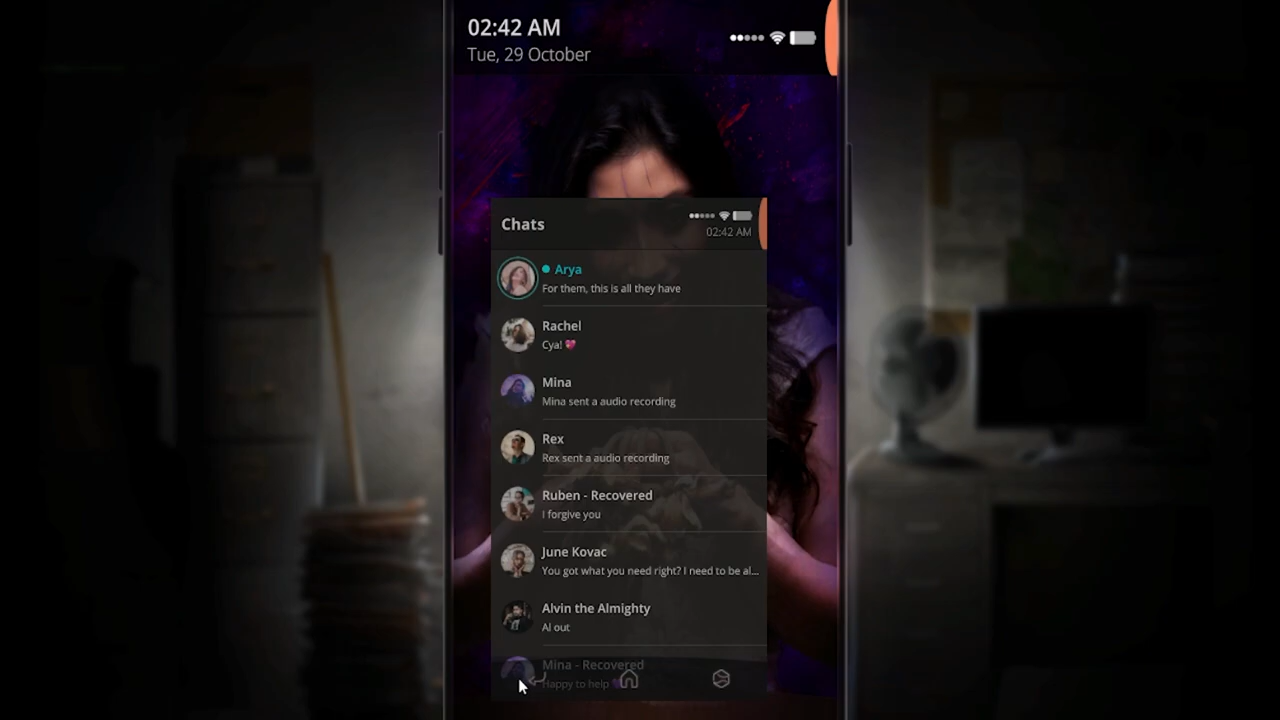 02:42 AM
Tue, 29 October
Chats
02:42 AM
Arya
For them, this is all they have
Rachel
Cya! 💖
Mina
Mina sent a audio recording
Rex
Rex sent a audio recording
Ruben - Recovered
I forgive you
June Kovac
You got what you need right? I need to be al...
Alvin the Almighty
Al out
Mina - Recovered
Happy to help 💜